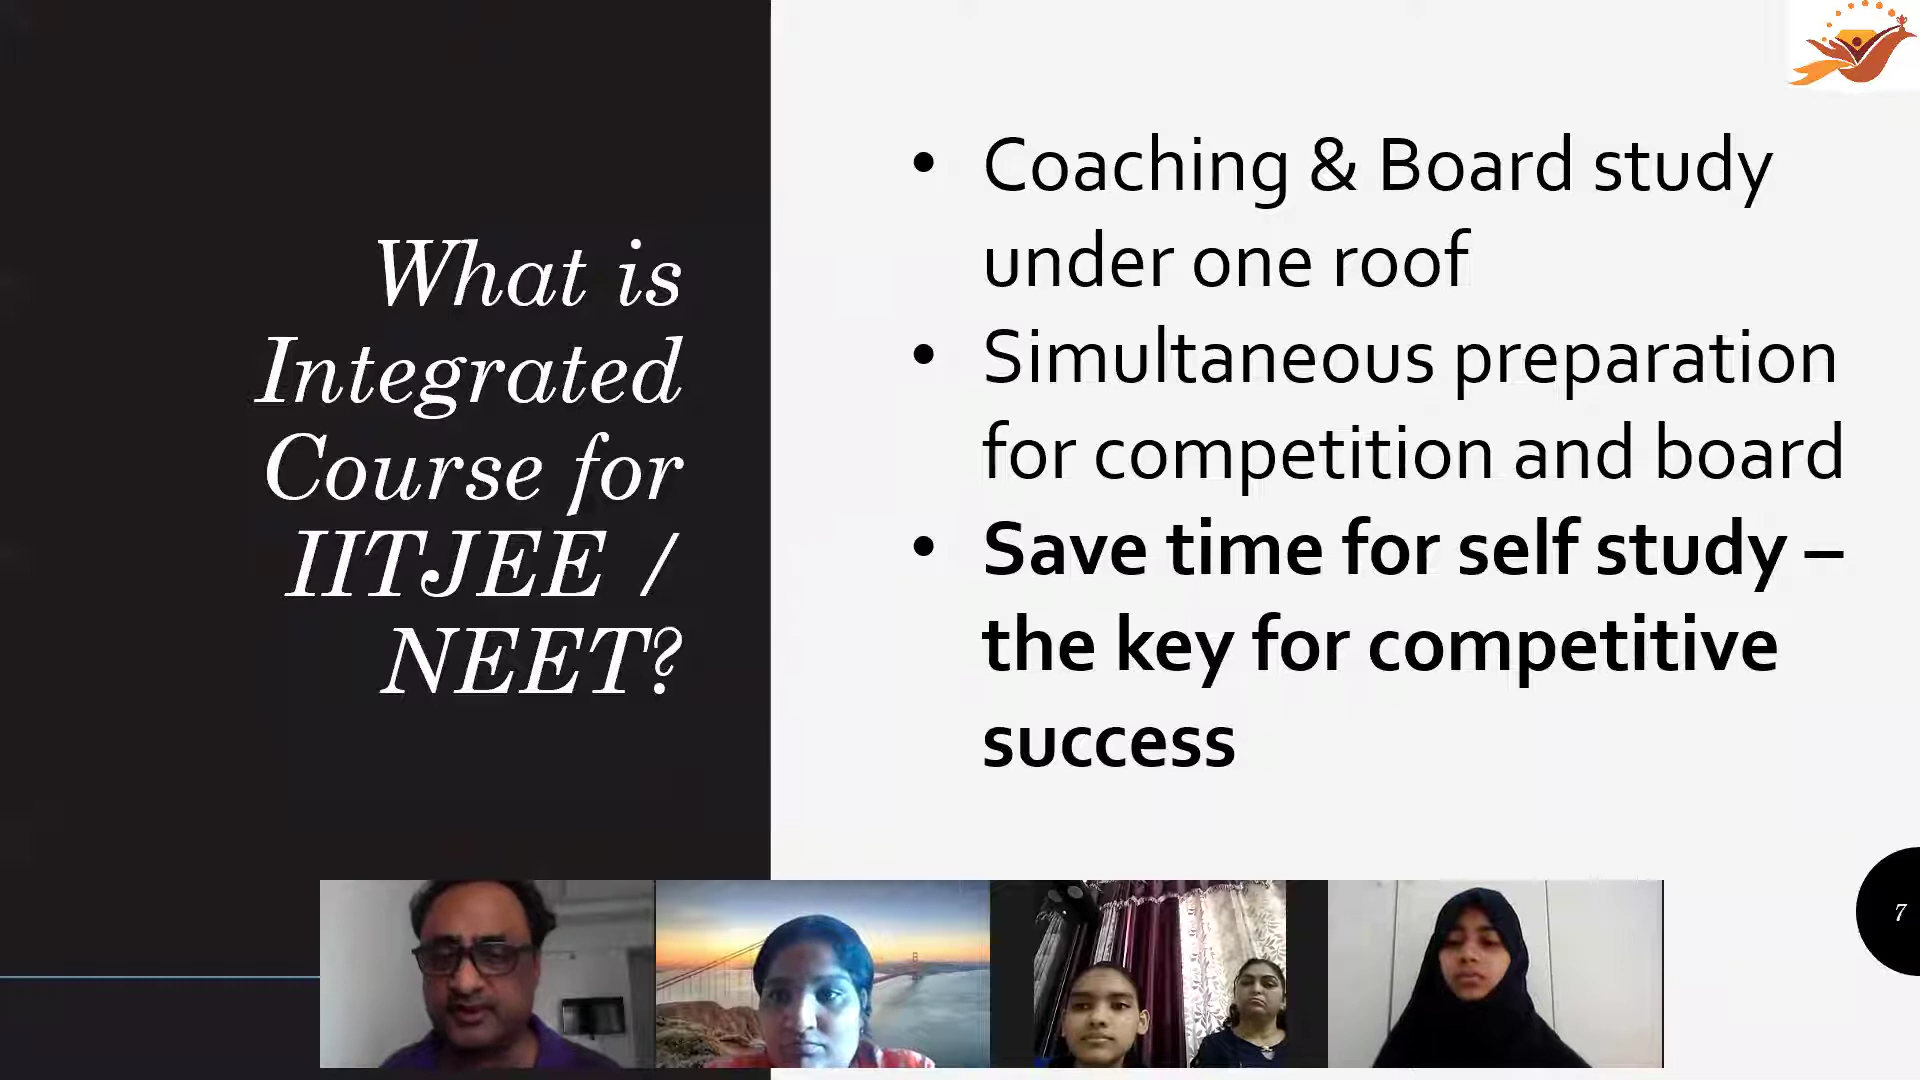 What is
Integrated
Course for
IITJEE /
NEET?
• Coaching & Board study
under one roof
• Simultaneous preparation
for competition and board
• Save time for self study –
the key for competitive
success
7